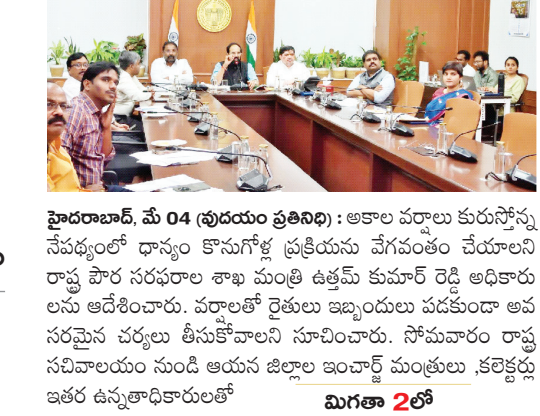 హైదరాబాద్, మే 04 (వుదయం ప్రతినిధి) : అకాల వర్షాలు కురుస్తోన్న
నేపథ్యంలో ధాన్యం కొనుగోళ్ల ప్రక్రియను వేగవంతం చేయాలని
రాష్ట్ర పౌర సరఫరాల శాఖ మంత్రి ఉత్తమ్ కుమార్ రెడ్డి అధికారు
లను ఆదేశించారు. వర్షాలతో రైతులు ఇబ్బందులు పడకుండా అవ
సరమైన చర్యలు తీసుకోవాలని సూచించారు. సోమవారం రాష్ట్ర
సచివాలయం నుండి ఆయన జిల్లాల ఇంచార్జ్ మంత్రులు ,కలెక్టర్లు
ఇతర ఉన్నతాధికారులతో
మిగతా 2లో